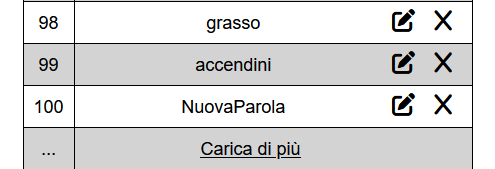 98 grasso
99 accendini
100 NuovaParola
... Carica di più